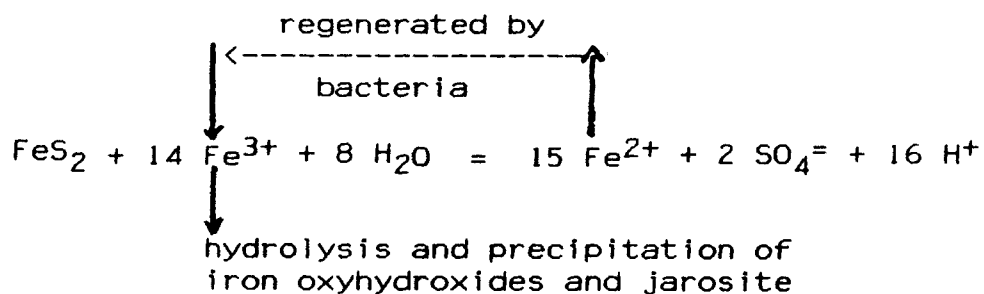 regenerated by
bacteria
FeS₂ + 14 Fe³⁺ + 8 H₂O = 15 Fe²⁺ + 2 SO₄⁼ + 16 H⁺
hydrolysis and precipitation of
iron oxyhydroxides and jarosite